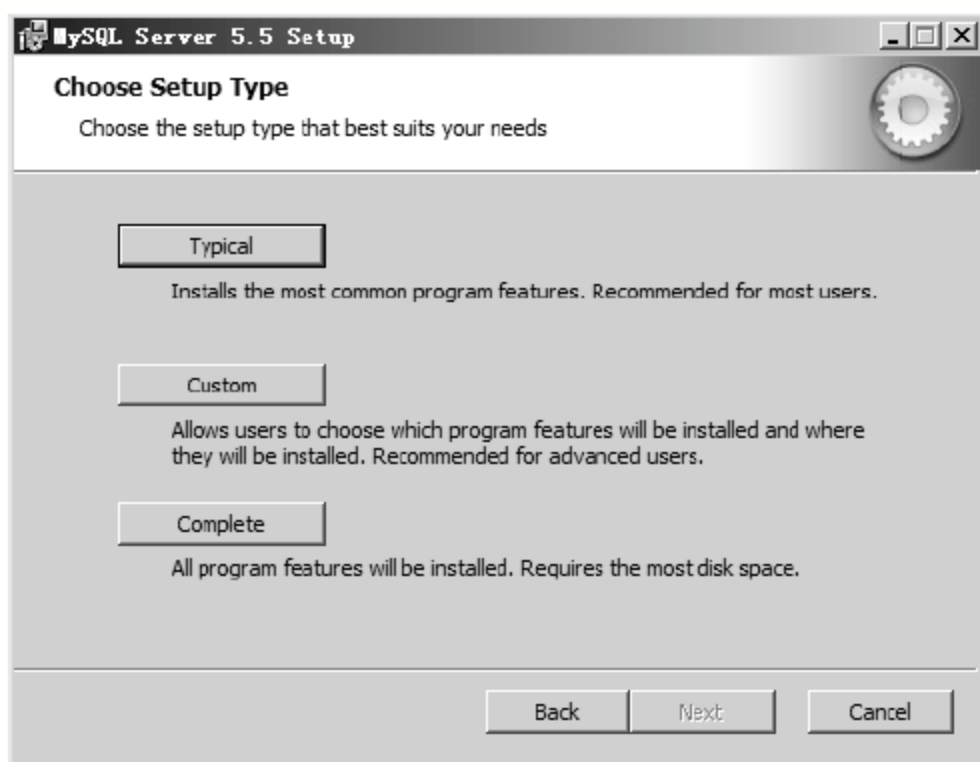 MySQL Server 5.5 Setup
Choose Setup Type
Choose the setup type that best suits your needs
Typical
Installs the most common program features. Recommended for most users.
Custom
Allows users to choose which program features will be installed and where
they will be installed. Recommended for advanced users.
Complete
All program features will be installed. Requires the most disk space.
Back
Next
Cancel